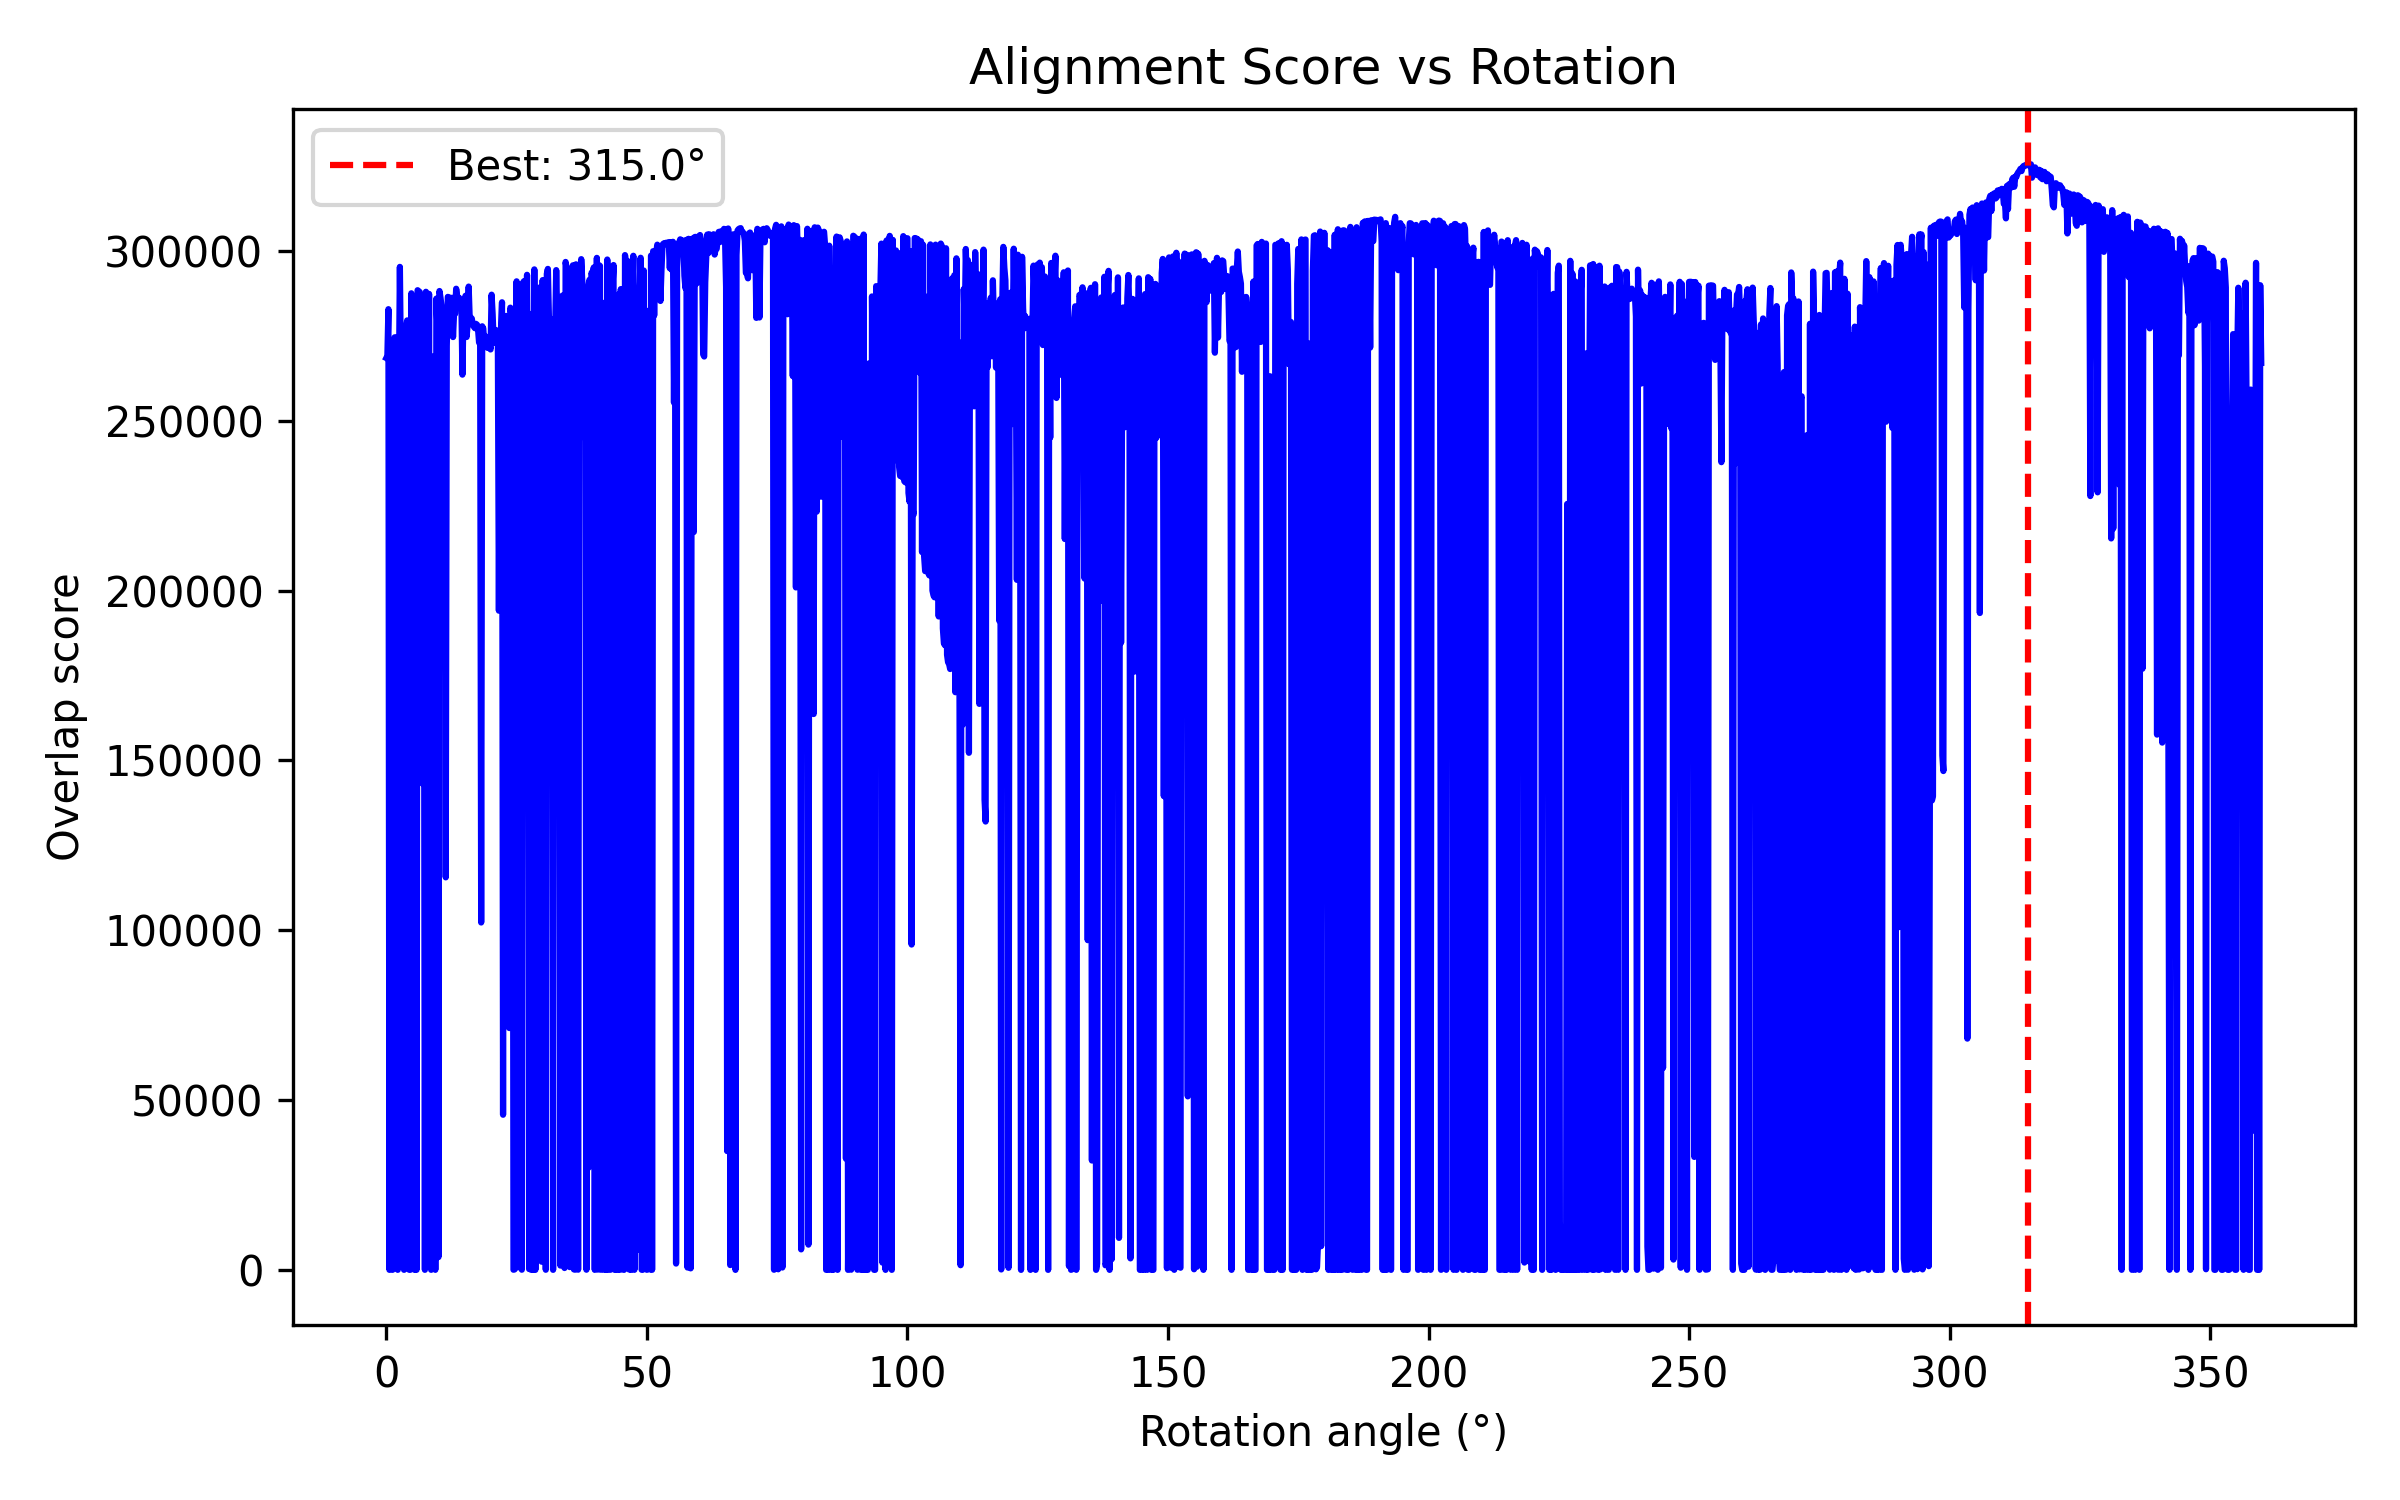 Alignment Score vs Rotation
Best: 315.0°
Overlap score
300000
250000
200000
150000
100000
50000
0
0 50 100 150 200 250 300 350
Rotation angle (°)